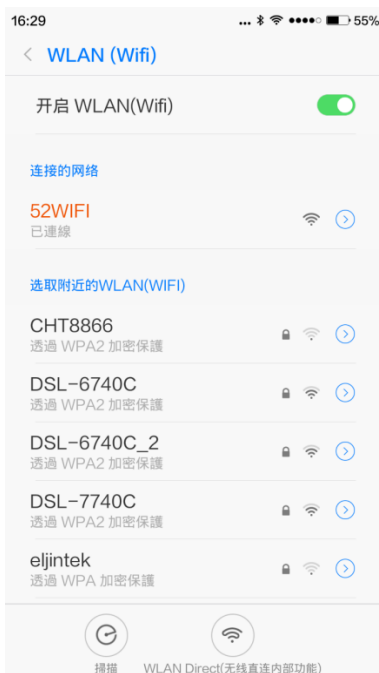 16:29 ... 55%
WLAN (Wifi)
开启 WLAN(Wifi)
连接的网络
52WIFI
已連線
选取附近的WLAN(WIFI)
CHT8866
透過 WPA2 加密保護
DSL-6740C
透過 WPA2 加密保護
DSL-6740C_2
透過 WPA2 加密保護
DSL-7740C
透過 WPA2 加密保護
eljintek
透過 WPA 加密保護
掃描 WLAN Direct(无线直连内部功能)